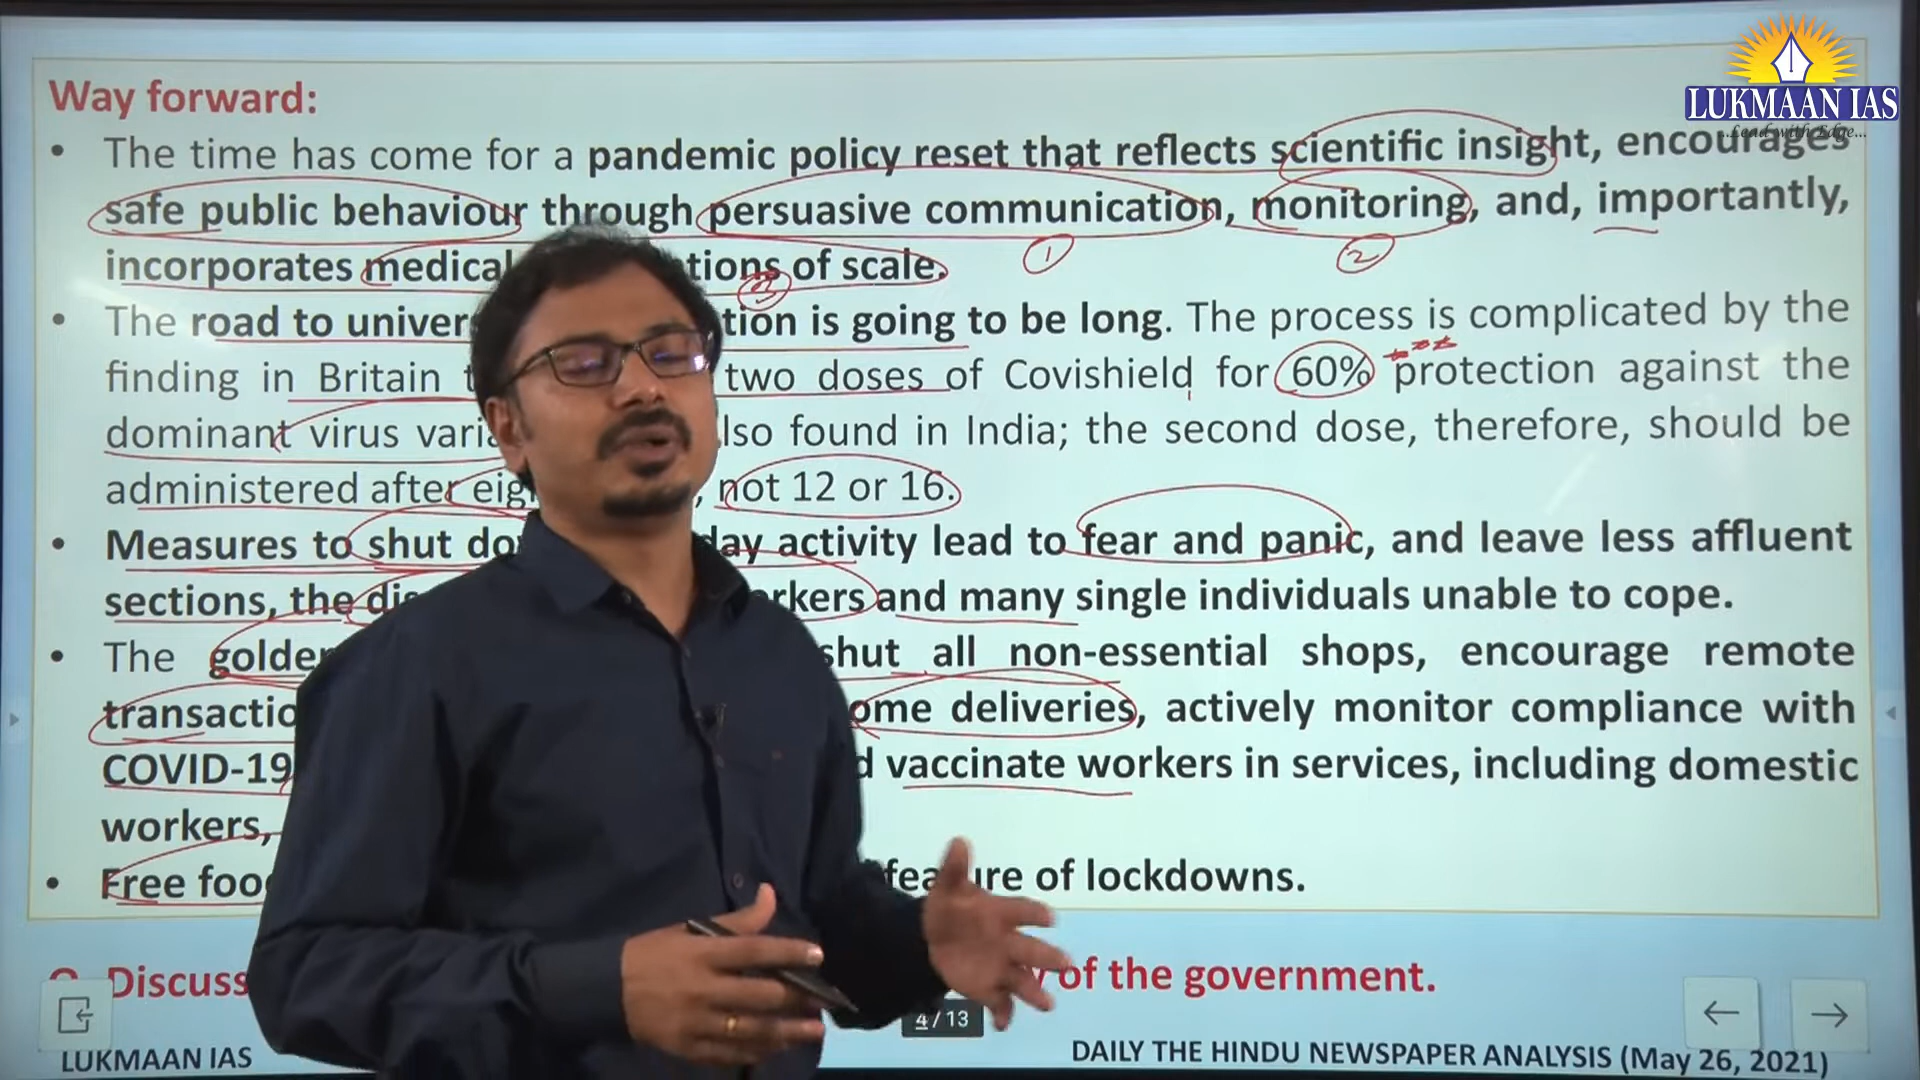 LUKMAAN IAS
...Lead with Edge...
Way forward:
• The time has come for a pandemic policy reset that reflects scientific insight, encourages
safe public behaviour through persuasive communication, monitoring, and, importantly,
incorporates medical tions of scale.
1 2
3
• The road to univer tion is going to be long. The process is complicated by the
finding in Britain two doses of Covishield for 60% protection against the
dominant virus varia lso found in India; the second dose, therefore, should be
administered after eig , not 12 or 16.
• Measures to shut do day activity lead to fear and panic, and leave less affluent
sections, the di rkers and many single individuals unable to cope.
• The golde shut all non-essential shops, encourage remote
transactio ome deliveries, actively monitor compliance with
COVID-19 d vaccinate workers in services, including domestic
workers,
• Free foo feature of lockdowns.
Q. Discuss of the government.
4 / 13
LUKMAAN IAS DAILY THE HINDU NEWSPAPER ANALYSIS (May 26, 2021)